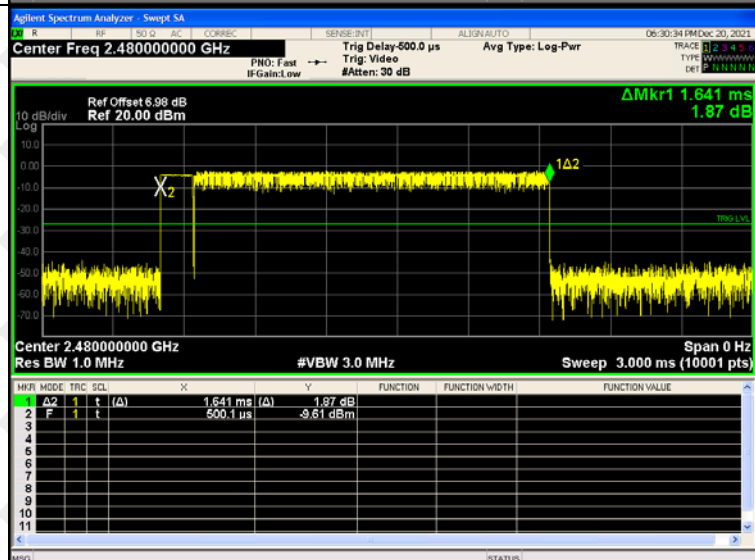 Agilent Spectrum Analyzer - Swept SA
R RF 50 Ω AC CORREC SENSE:INT ALIGN AUTO 06:30:34 PM Dec 20, 2021
Center Freq 2.480000000 GHz
PNO: Fast
IFGain:Low
Trig Delay-500.0 µs
Trig: Video
#Atten: 30 dB
Avg Type: Log-Pwr
TRACE 1 2 3 4 5 6
TYPE WWWWWW
DET P N N N N N
ΔMkr1 1.641 ms
1.87 dB
Ref Offset 6.98 dB
10 dB/div Ref 20.00 dBm
Log
10.0
0.00
-10.0
-20.0
-30.0
-40.0
-50.0
-60.0
-70.0
X2
1Δ2
TRIG LVL
Center 2.480000000 GHz Span 0 Hz
Res BW 1.0 MHz #VBW 3.0 MHz Sweep 3.000 ms (10001 pts)
MKR MODE TRC SCL X Y FUNCTION FUNCTION WIDTH FUNCTION VALUE
1 Δ2 1 t (Δ) 1.641 ms (Δ) 1.97 dB
2 F 1 t 500.1 µs -9.61 dBm
3
4
5
6
7
8
9
10
11
MSG STATUS